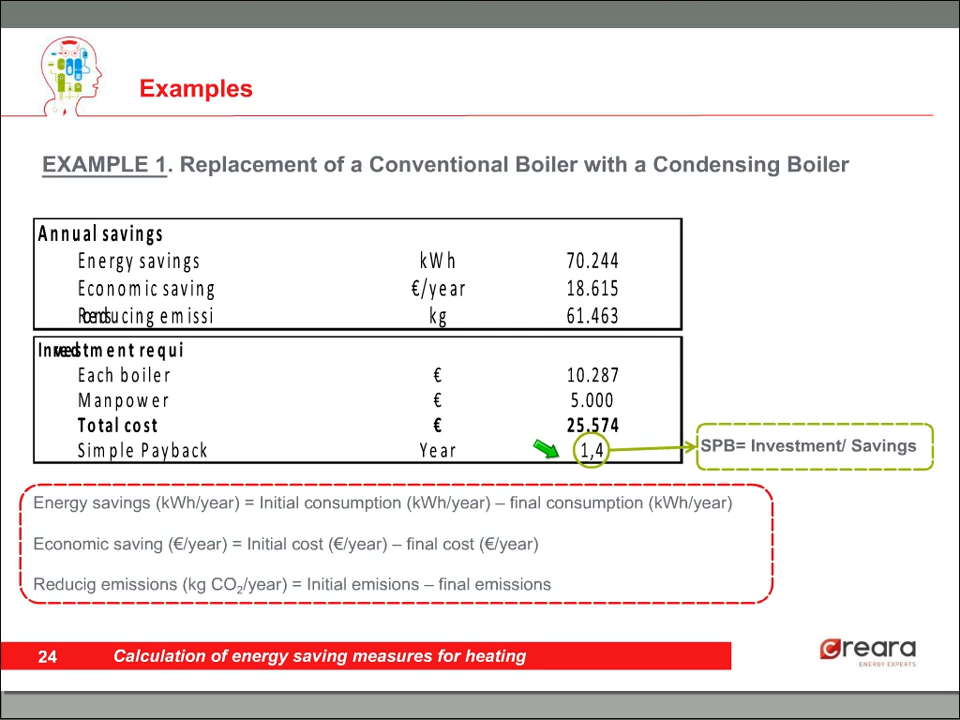 Examples
EXAMPLE 1. Replacement of a Conventional Boiler with a Condensing Boiler
Annual savings
Energy savings kWh 70.244
Economic saving €/year 18.615
Reducing emissi ons kg 61.463
Investment requi red
Each boiler € 10.287
Manpower € 5.000
Total cost € 25.574
Simple Payback Year 1,4
SPB= Investment/ Savings
Energy savings (kWh/year) = Initial consumption (kWh/year) – final consumption (kWh/year)
Economic saving (€/year) = Initial cost (€/year) – final cost (€/year)
Reducig emissions (kg CO2/year) = Initial emisions – final emissions
24 Calculation of energy saving measures for heating
creara
ENERGY EXPERTS